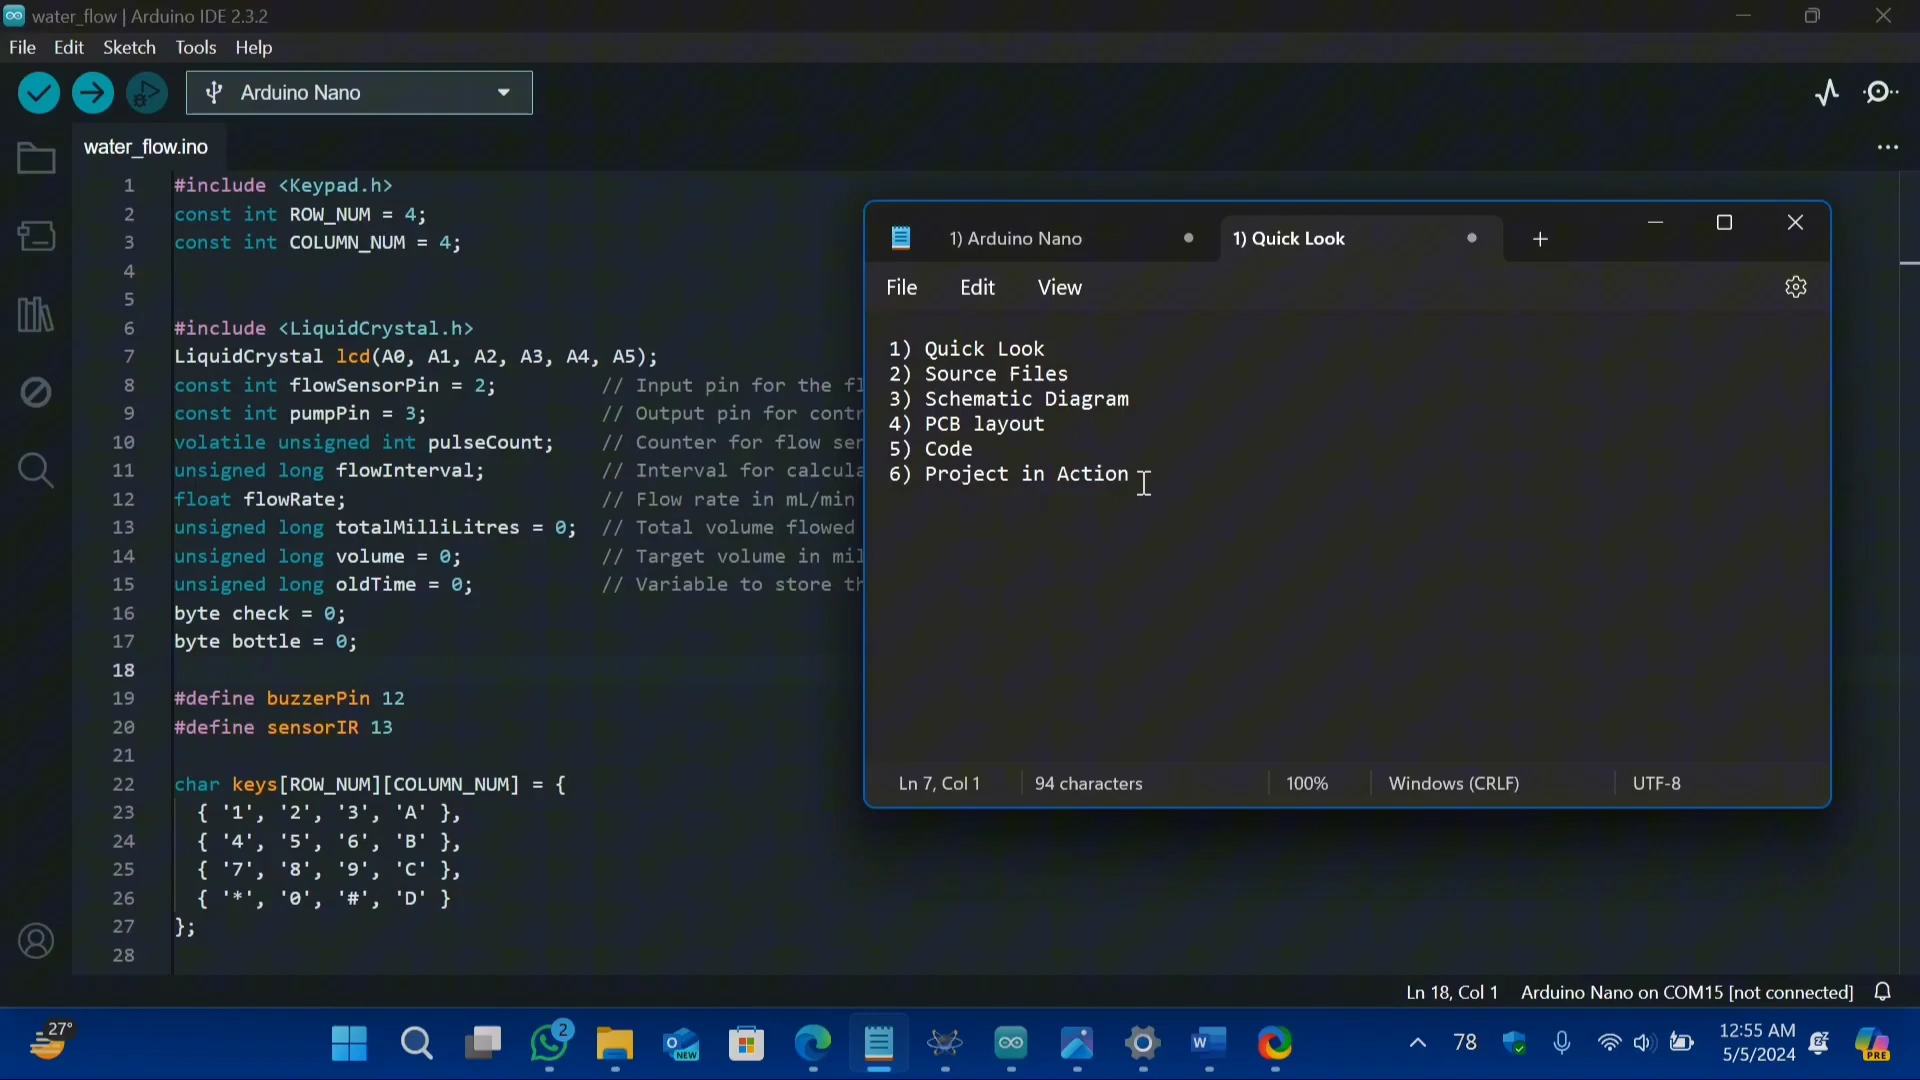 water_flow | Arduino IDE 2.3.2
File Edit Sketch Tools Help
Arduino Nano
water_flow.ino
1 #include <Keypad.h>
2 const int ROW_NUM = 4;
3 const int COLUMN_NUM = 4;
4
5
6 #include <LiquidCrystal.h>
7 LiquidCrystal lcd(A0, A1, A2, A3, A4, A5);
8 const int flowSensorPin = 2; // Input pin for the fl
9 const int pumpPin = 3; // Output pin for contr
10 volatile unsigned int pulseCount; // Counter for flow sen
11 unsigned long flowInterval; // Interval for calcula
12 float flowRate; // Flow rate in mL/min
13 unsigned long totalMilliLitres = 0; // Total volume flowed
14 unsigned long volume = 0; // Target volume in mil
15 unsigned long oldTime = 0; // Variable to store th
16 byte check = 0;
17 byte bottle = 0;
18
19 #define buzzerPin 12
20 #define sensorIR 13
21
22 char keys[ROW_NUM][COLUMN_NUM] = {
23 { '1', '2', '3', 'A' },
24 { '4', '5', '6', 'B' },
25 { '7', '8', '9', 'C' },
26 { '*', '0', '#', 'D' }
27 };
28
1) Arduino Nano
1) Quick Look
File Edit View
1) Quick Look
2) Source Files
3) Schematic Diagram
4) PCB layout
5) Code
6) Project in Action
Ln 7, Col 1 94 characters 100% Windows (CRLF) UTF-8
Ln 18, Col 1 Arduino Nano on COM15 [not connected]
27°
2
NEW
W
78
12:55 AM
5/5/2024
PRE